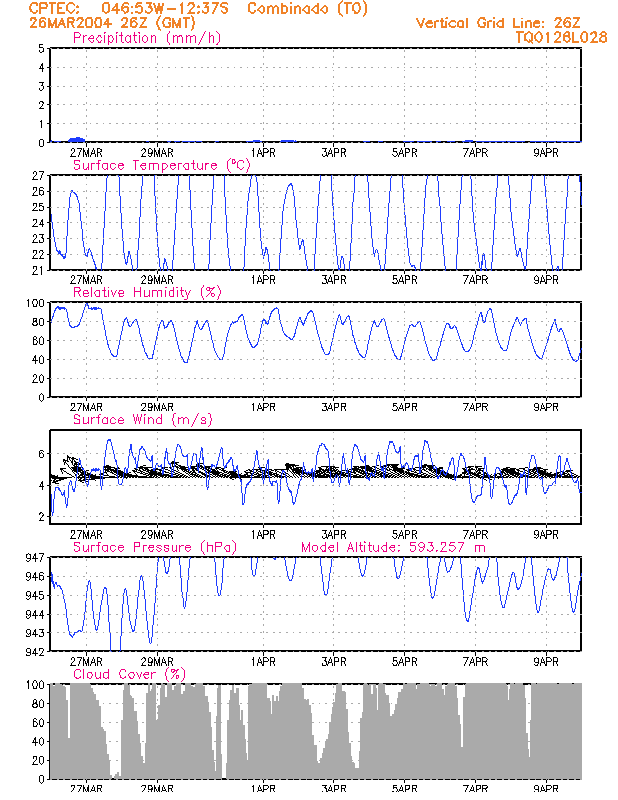 CPTEC: 046:53W-12:37S Combinado (TO)
26MAR2004 26Z (GMT) Vertical Grid Line: 26Z
Precipitation (mm/h) TQ0126L028
5
4
3
2
1
0
27MAR 29MAR 1APR 3APR 5APR 7APR 9APR
Surface Temperature (°C)
27
26
25
24
23
22
21
27MAR 29MAR 1APR 3APR 5APR 7APR 9APR
Relative Humidity (%)
100
80
60
40
20
0
27MAR 29MAR 1APR 3APR 5APR 7APR 9APR
Surface Wind (m/s)
6
4
2
27MAR 29MAR 1APR 3APR 5APR 7APR 9APR
Surface Pressure (hPa) Model Altitude: 593.257 m
947
946
945
944
943
942
27MAR 29MAR 1APR 3APR 5APR 7APR 9APR
Cloud Cover (%)
100
80
60
40
20
0
27MAR 29MAR 1APR 3APR 5APR 7APR 9APR